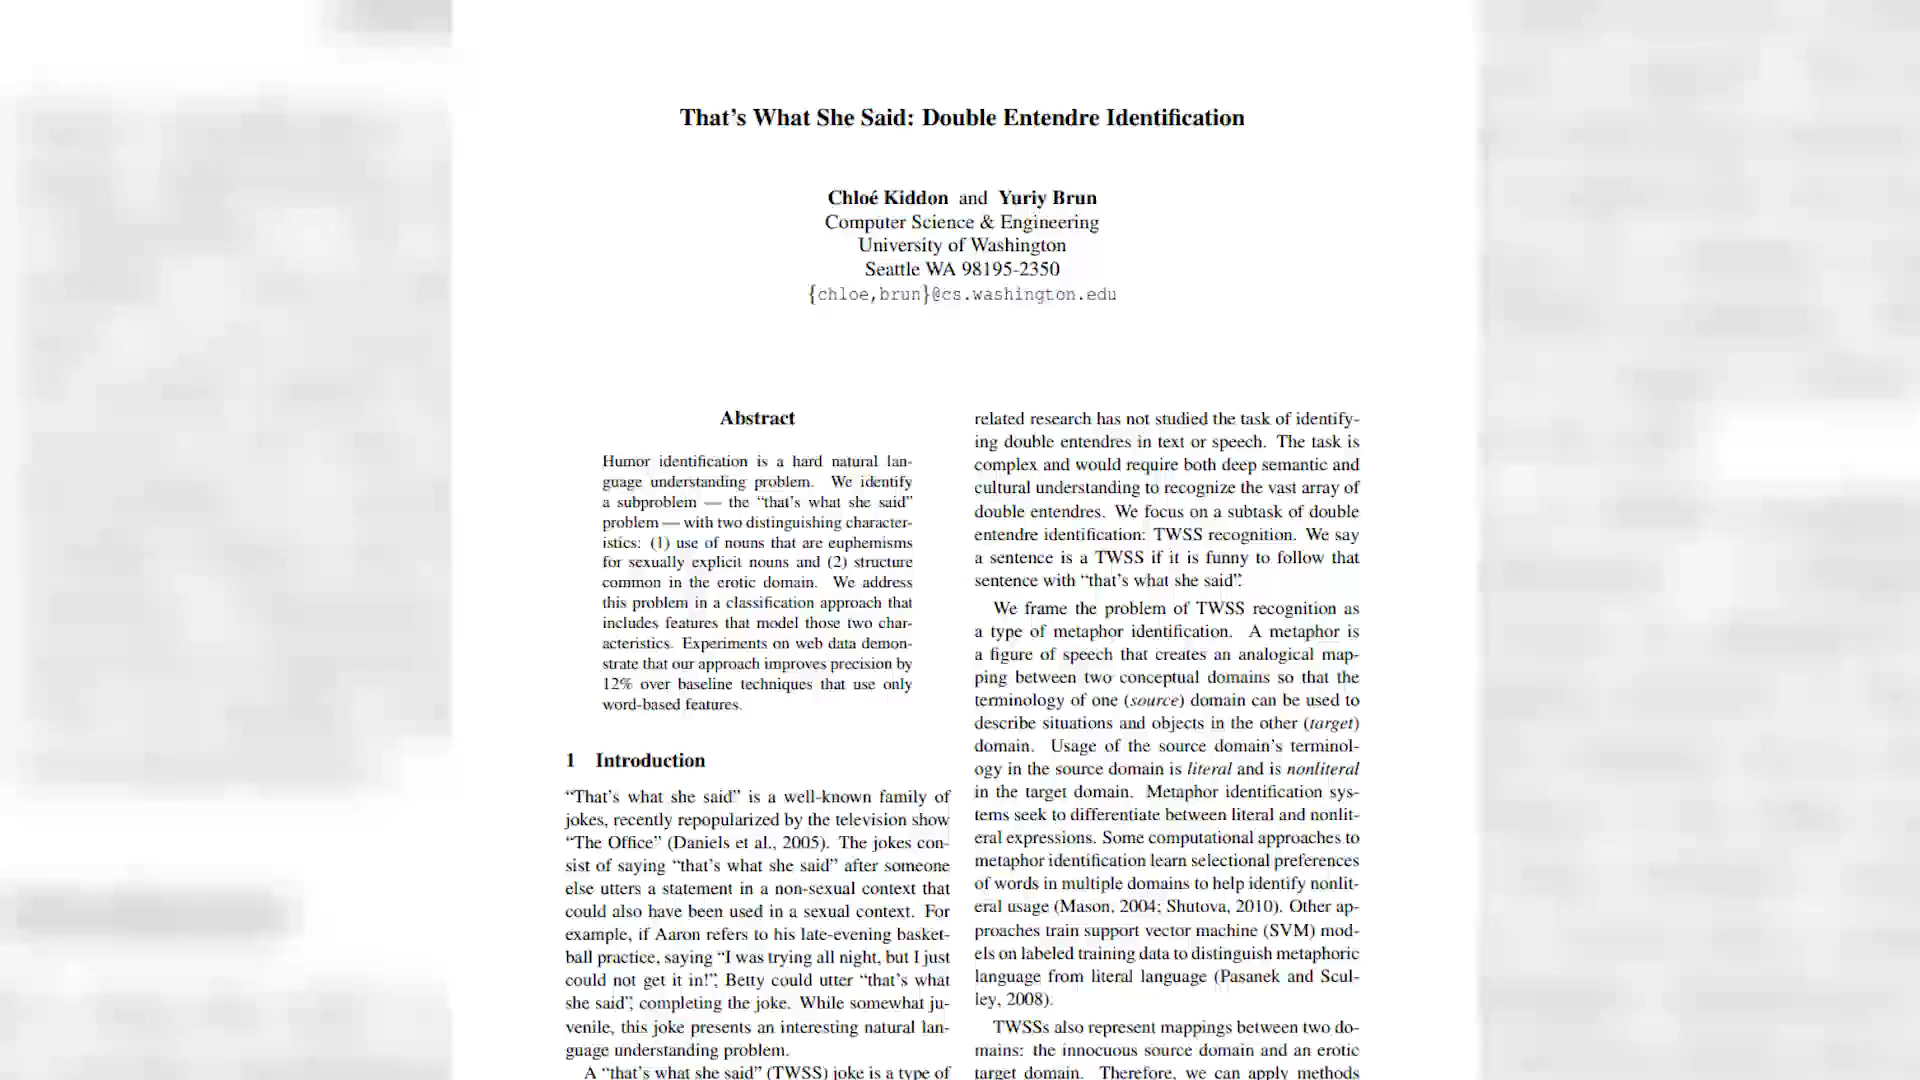 That's What She Said: Double Entendre Identification
Chloé Kiddon and Yuriy Brun
Computer Science & Engineering
University of Washington
Seattle WA 98195-2350
{chloe,brun}@cs.washington.edu
Abstract
Humor identification is a hard natural lan-
guage understanding problem. We identify
a subproblem — the “that's what she said”
problem — with two distinguishing character-
istics: (1) use of nouns that are euphemisms
for sexually explicit nouns and (2) structure
common in the erotic domain. We address
this problem in a classification approach that
includes features that model those two char-
acteristics. Experiments on web data demon-
strate that our approach improves precision by
12% over baseline techniques that use only
word-based features.
1 Introduction
“That's what she said” is a well-known family of
jokes, recently repopularized by the television show
“The Office” (Daniels et al., 2005). The jokes con-
sist of saying “that's what she said” after someone
else utters a statement in a non-sexual context that
could also have been used in a sexual context. For
example, if Aaron refers to his late-evening basket-
ball practice, saying “I was trying all night, but I just
could not get it in!”, Betty could utter “that's what
she said”, completing the joke. While somewhat ju-
venile, this joke presents an interesting natural lan-
guage understanding problem.
A “that's what she said” (TWSS) joke is a type of
related research has not studied the task of identify-
ing double entendres in text or speech. The task is
complex and would require both deep semantic and
cultural understanding to recognize the vast array of
double entendres. We focus on a subtask of double
entendre identification: TWSS recognition. We say
a sentence is a TWSS if it is funny to follow that
sentence with “that's what she said”.
We frame the problem of TWSS recognition as
a type of metaphor identification. A metaphor is
a figure of speech that creates an analogical map-
ping between two conceptual domains so that the
terminology of one (source) domain can be used to
describe situations and objects in the other (target)
domain. Usage of the source domain's terminol-
ogy in the source domain is literal and is nonliteral
in the target domain. Metaphor identification sys-
tems seek to differentiate between literal and nonlit-
eral expressions. Some computational approaches to
metaphor identification learn selectional preferences
of words in multiple domains to help identify nonlit-
eral usage (Mason, 2004; Shutova, 2010). Other ap-
proaches train support vector machine (SVM) mod-
els on labeled training data to distinguish metaphoric
language from literal language (Pasanek and Scul-
ley, 2008).
TWSSs also represent mappings between two do-
mains: the innocuous source domain and an erotic
target domain. Therefore, we can apply methods